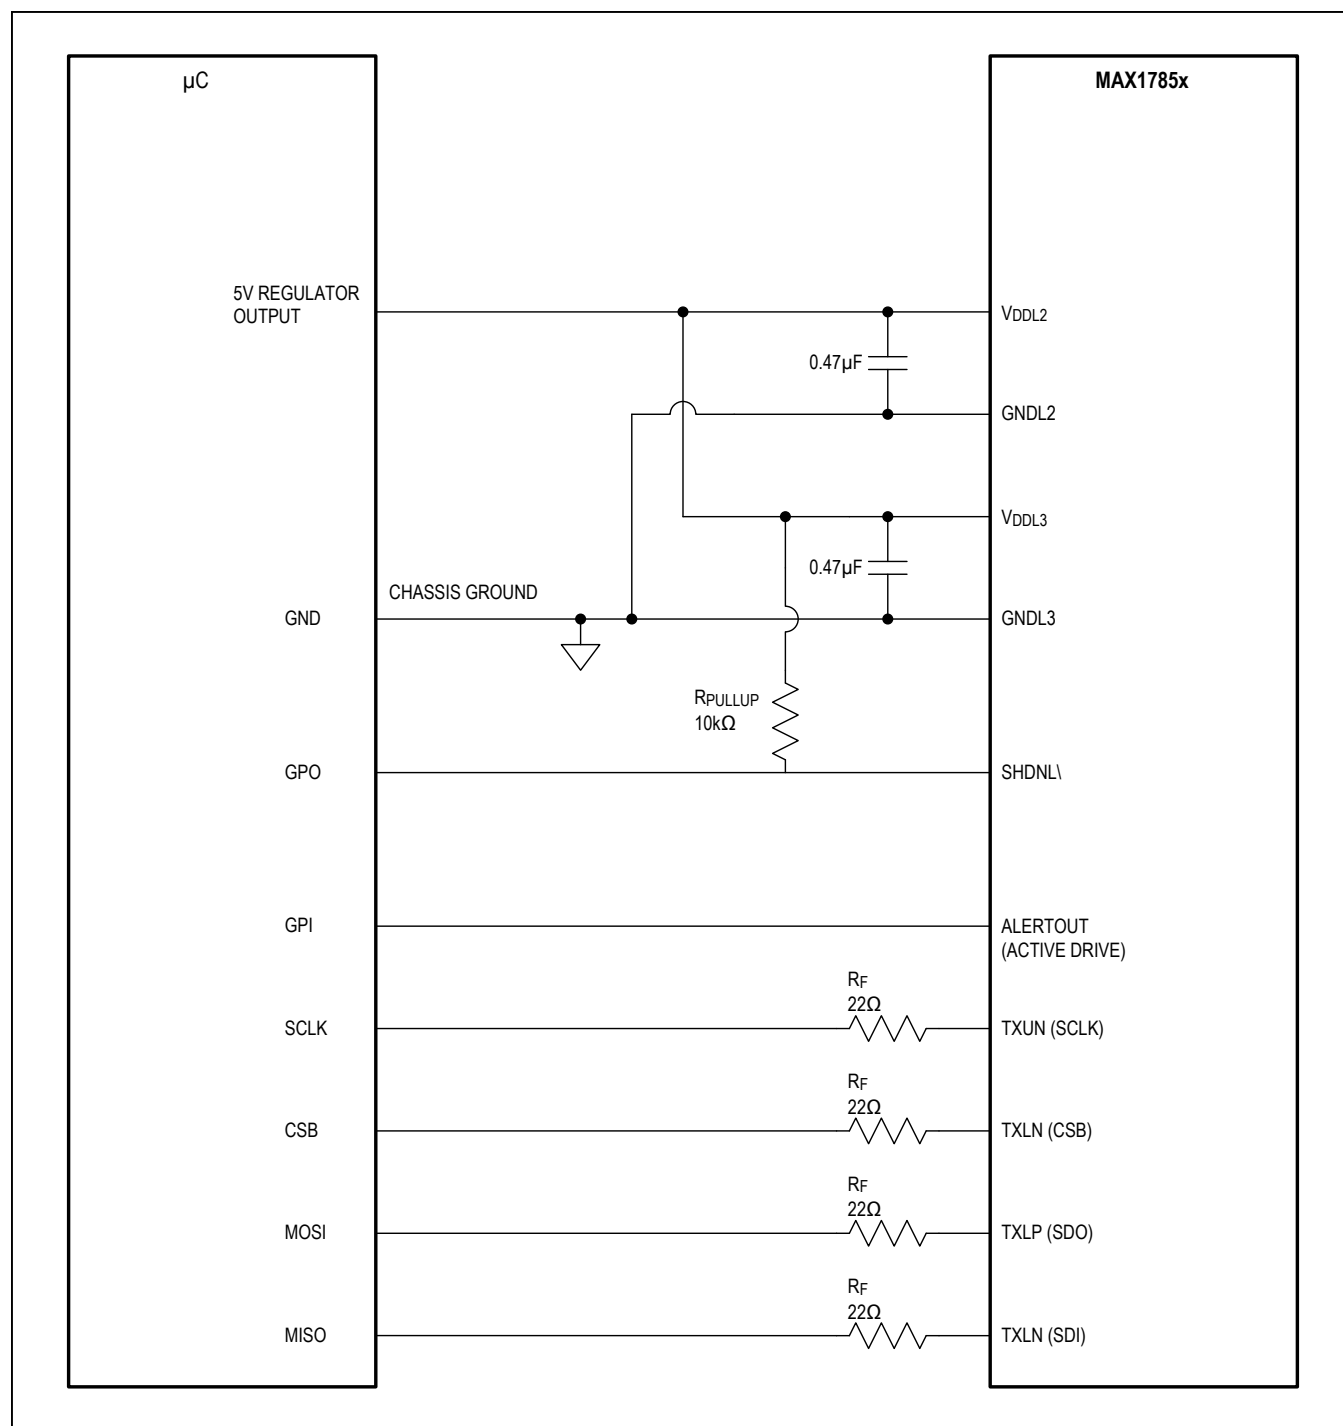 μC
MAX1785x
5V REGULATOR
OUTPUT
VDDL2
0.47μF
GNDL2
VDDL3
0.47μF
CHASSIS GROUND
GND
GNDL3
RPULLUP
10kΩ
GPO
SHDNL\
GPI
ALERTOUT
(ACTIVE DRIVE)
RF
22Ω
SCLK
TXUN (SCLK)
RF
22Ω
CSB
TXLN (CSB)
RF
22Ω
MOSI
TXLP (SDO)
RF
22Ω
MISO
TXLN (SDI)